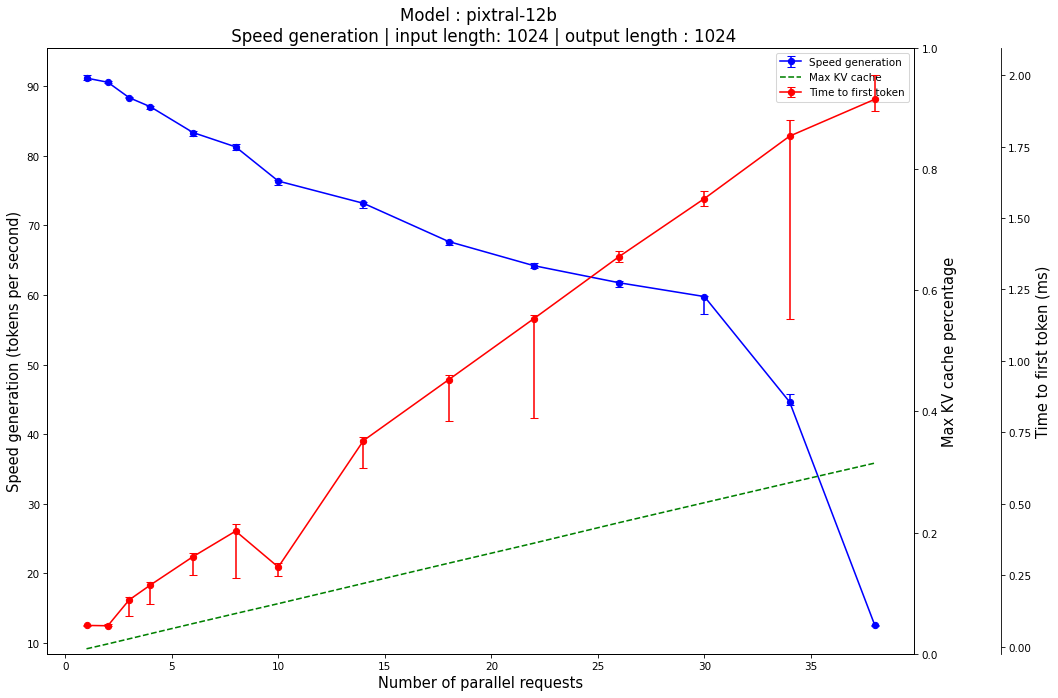 Model : pixtral-12b
Speed generation | input length: 1024 | output length : 1024
Speed generation
Max KV cache
Time to first token
Speed generation (tokens per second)
90
80
70
60
50
40
30
20
10
1.0
0.8
0.6
0.4
0.2
0.0
Max KV cache percentage
2.00
1.75
1.50
1.25
1.00
0.75
0.50
0.25
0.00
Time to first token (ms)
0 5 10 15 20 25 30 35
Number of parallel requests